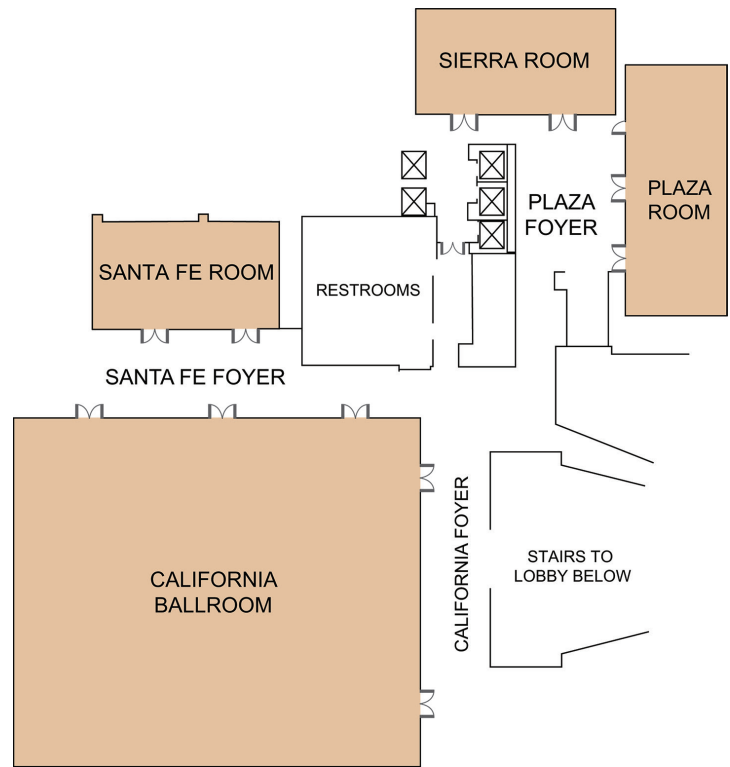 SIERRA ROOM
PLAZA
ROOM
PLAZA
FOYER
SANTA FE ROOM
RESTROOMS
SANTA FE FOYER
CALIFORNIA
BALLROOM
CALIFORNIA FOYER
STAIRS TO
LOBBY BELOW